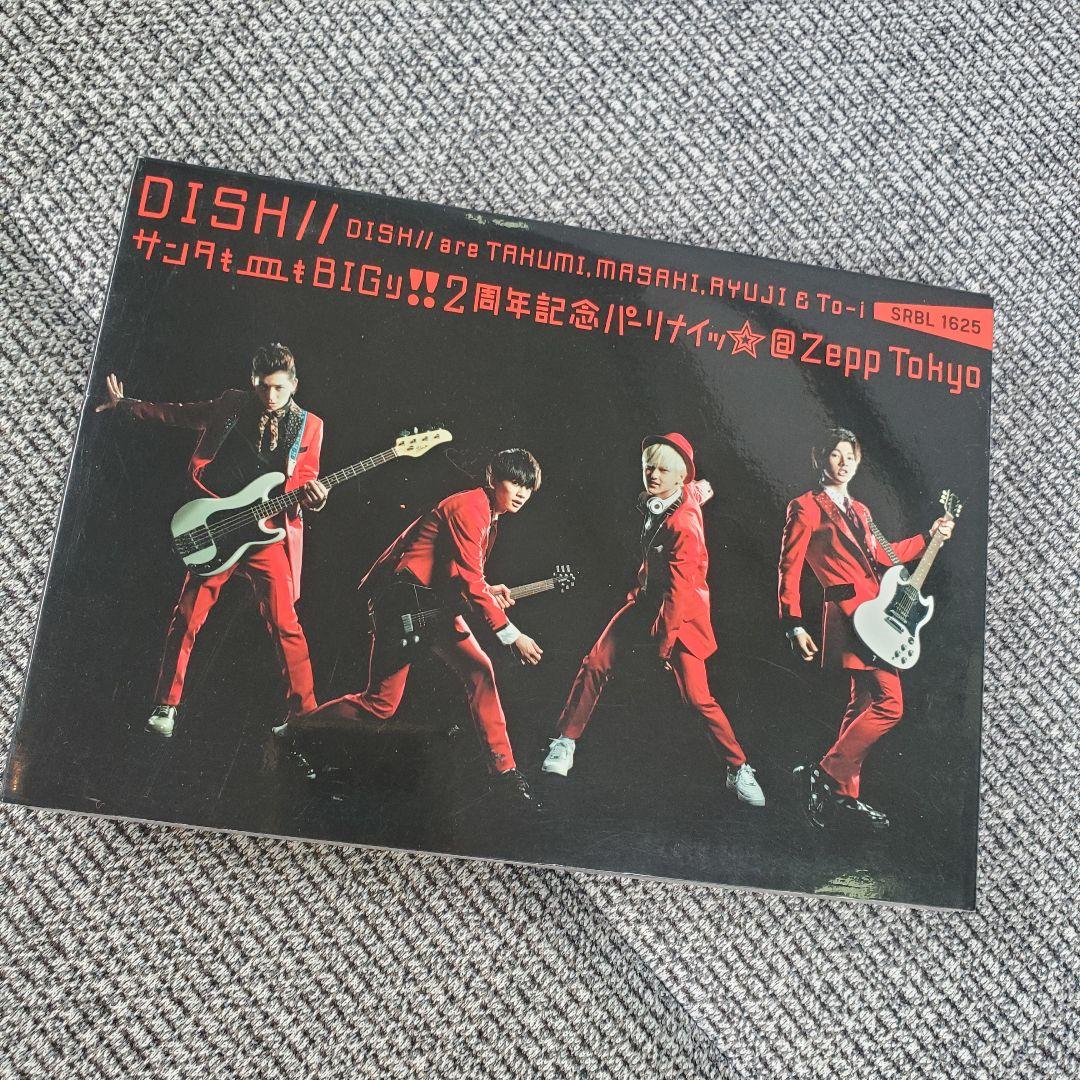 DISH// DISH// are TAKUMI, MASAKI, RYUJI & To-i SRBL 1625
サンタも皿もBIGッ!!2周年記念パーリナイッ☆@Zepp Tokyo